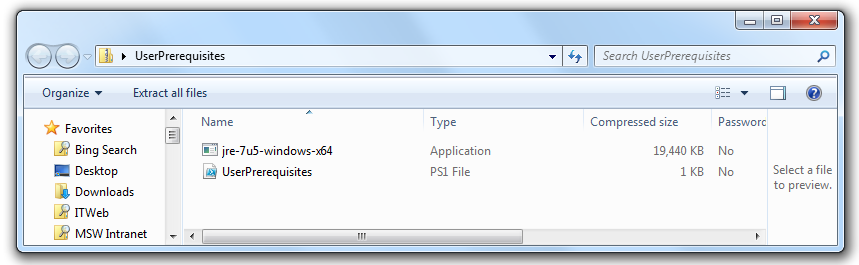 UserPrerequisites
Search UserPrerequisites
Organize
Extract all files
Name
Type
Compressed size
Password
Favorites
Bing Search
Desktop
Downloads
ITWeb
MSW Intranet
jre-7u5-windows-x64
Application
19,440 KB
No
UserPrerequisites
PS1 File
1 KB
No
Select a file
to preview.